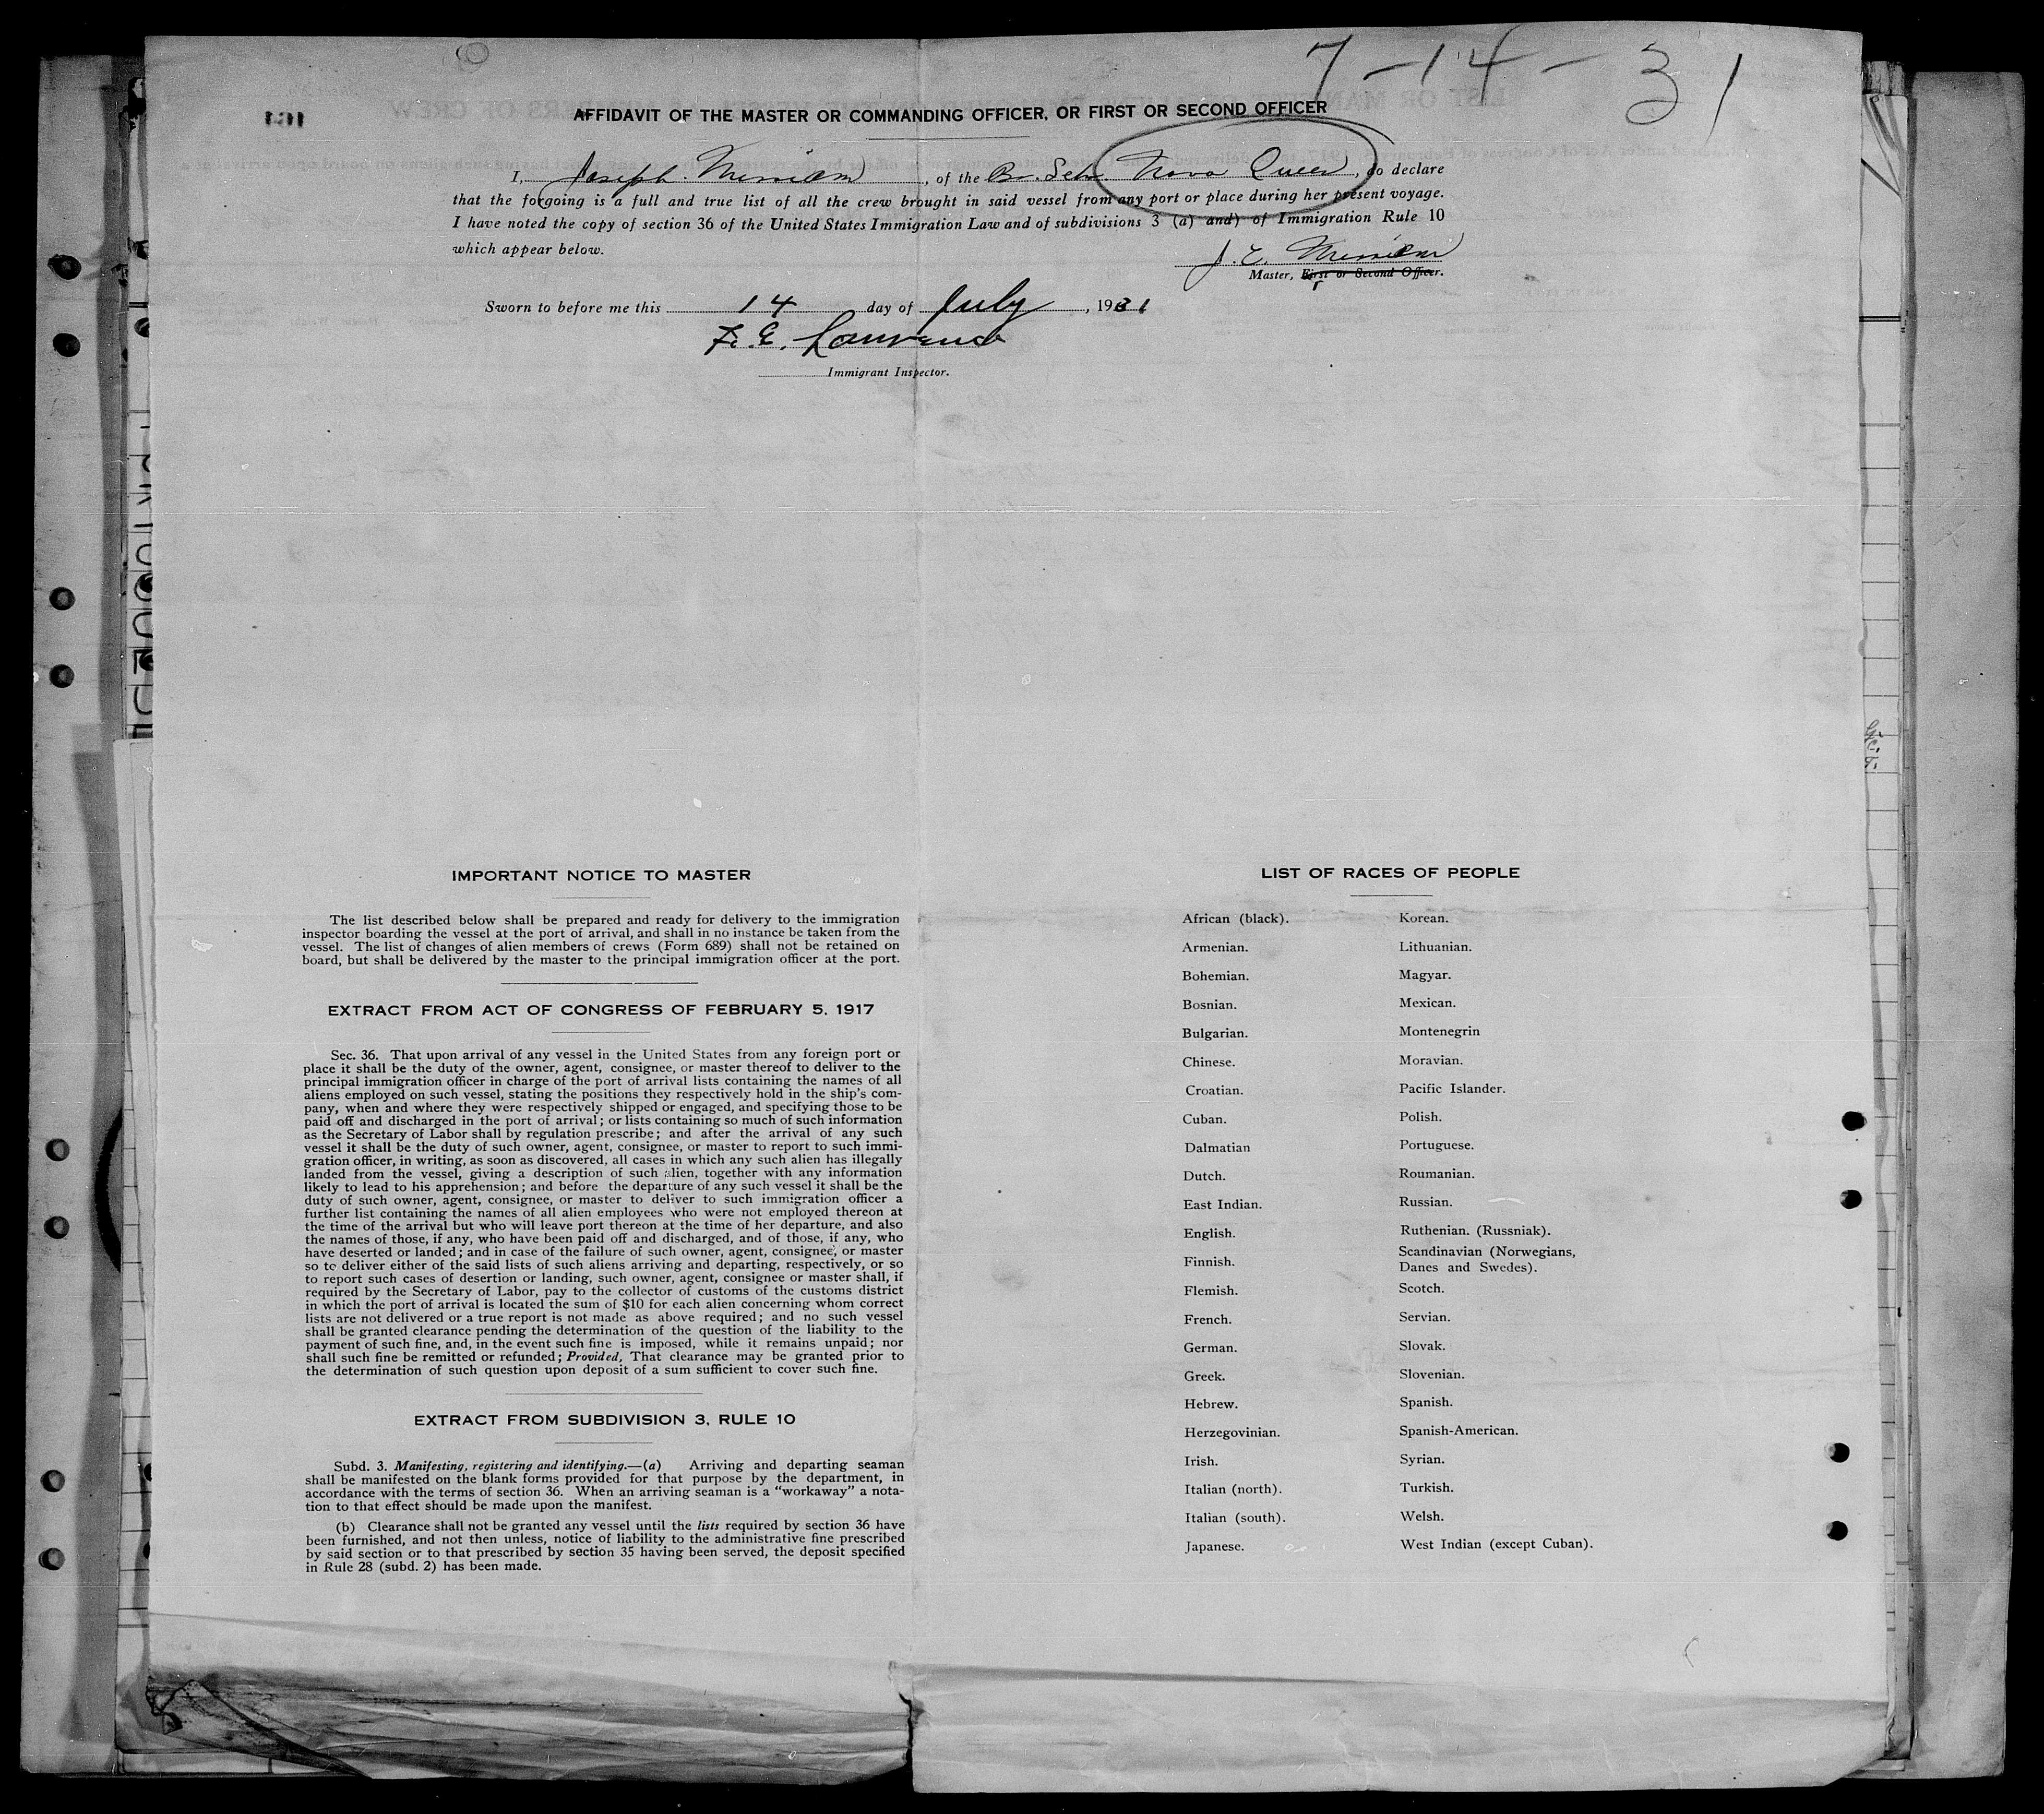 7-14-31
AFFIDAVIT OF THE MASTER OR COMMANDING OFFICER, OR FIRST OR SECOND OFFICER
I, Joseph Merriam, of the Br. Schr. Nova Queen, do declare
that the forgoing is a full and true list of all the crew brought in said vessel from any port or place during her present voyage.
I have noted the copy of section 36 of the United States Immigration Law and of subdivisions 3 (a) and) of Immigration Rule 10
which appear below.
J. E. Merriam
Master, First or Second Officer.
Sworn to before me this 14 day of July, 1931
F. E. Lawrence
Immigrant Inspector.
IMPORTANT NOTICE TO MASTER
The list described below shall be prepared and ready for delivery to the immigration
inspector boarding the vessel at the port of arrival, and shall in no instance be taken from the
vessel. The list of changes of alien members of crews (Form 689) shall not be retained on
board, but shall be delivered by the master to the principal immigration officer at the port.
EXTRACT FROM ACT OF CONGRESS OF FEBRUARY 5, 1917
Sec. 36. That upon arrival of any vessel in the United States from any foreign port or
place it shall be the duty of the owner, agent, consignee, or master thereof to deliver to the
principal immigration officer in charge of the port of arrival lists containing the names of all
aliens employed on such vessel, stating the positions they respectively hold in the ship's com-
pany, when and where they were respectively shipped or engaged, and specifying those to be
paid off and discharged in the port of arrival; or lists containing so much of such information
as the Secretary of Labor shall by regulation prescribe; and after the arrival of any such
vessel it shall be the duty of such owner, agent, consignee, or master to report to such immi-
gration officer, in writing, as soon as discovered, all cases in which any such alien has illegally
landed from the vessel, giving a description of such alien, together with any information
likely to lead to his apprehension; and before the departure of any such vessel it shall be the
duty of such owner, agent, consignee, or master to deliver to such immigration officer a
further list containing the names of all alien employees who were not employed thereon at
the time of the arrival but who will leave port thereon at the time of her departure, and also
the names of those, if any, who have been paid off and discharged, and of those, if any, who
have deserted or landed; and in case of the failure of such owner, agent, consignee, or master
so to deliver either of the said lists of such aliens arriving and departing, respectively, or so
to report such cases of desertion or landing, such owner, agent, consignee or master shall, if
required by the Secretary of Labor, pay to the collector of customs of the customs district
in which the port of arrival is located the sum of $10 for each alien concerning whom correct
lists are not delivered or a true report is not made as above required; and no such vessel
shall be granted clearance pending the determination of the question of the liability to the
payment of such fine, and, in the event such fine is imposed, while it remains unpaid; nor
shall such fine be remitted or refunded; Provided, That clearance may be granted prior to
the determination of such question upon deposit of a sum sufficient to cover such fine.
EXTRACT FROM SUBDIVISION 3, RULE 10
Subd. 3. Manifesting, registering and identifying.—(a) Arriving and departing seaman
shall be manifested on the blank forms provided for that purpose by the department, in
accordance with the terms of section 36. When an arriving seaman is a "workaway" a nota-
tion to that effect should be made upon the manifest.
(b) Clearance shall not be granted any vessel until the lists required by section 36 have
been furnished, and not then unless, notice of liability to the administrative fine prescribed
by said section or to that prescribed by section 35 having been served, the deposit specified
in Rule 28 (subd. 2) has been made.
LIST OF RACES OF PEOPLE
African (black).
Armenian.
Bohemian.
Bosnian.
Bulgarian.
Chinese.
Croatian.
Cuban.
Dalmatian
Dutch.
East Indian.
English.
Finnish.
Flemish.
French.
German.
Greek.
Hebrew.
Herzegovinian.
Irish.
Italian (north).
Italian (south).
Japanese.
Korean.
Lithuanian.
Magyar.
Mexican.
Montenegrin
Moravian.
Pacific Islander.
Polish.
Portuguese.
Roumanian.
Russian.
Ruthenian. (Russniak).
Scandinavian (Norwegians,
Danes and Swedes).
Scotch.
Servian.
Slovak.
Slovenian.
Spanish.
Spanish-American.
Syrian.
Turkish.
Welsh.
West Indian (except Cuban).